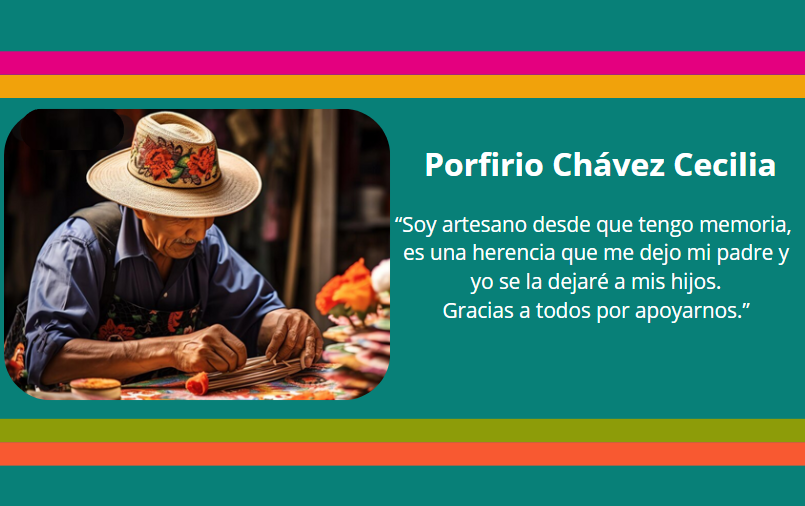 Porfirio Chávez Cecilia
“Soy artesano desde que tengo memoria,
es una herencia que me dejo mi padre y
yo se la dejaré a mis hijos.
Gracias a todos por apoyarnos.”